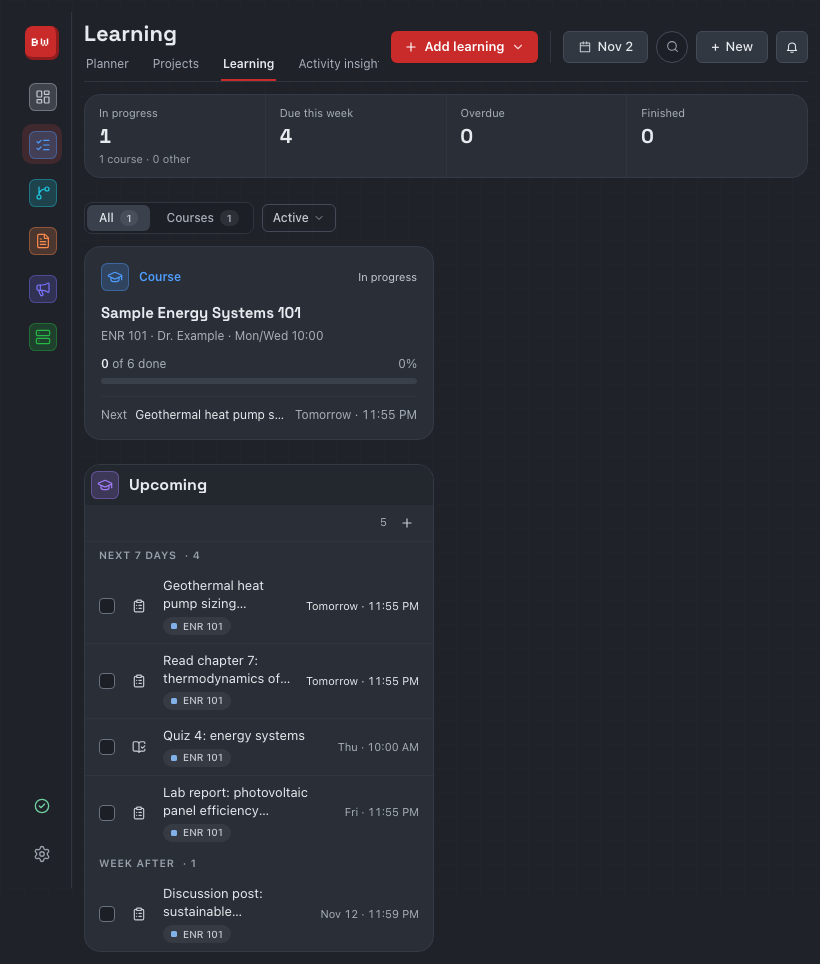 BW
Learning
Planner Projects Learning Activity insigh
+ Add learning
Nov 2
+ New
In progress
1
1 course · 0 other
Due this week
4
Overdue
0
Finished
0
All 1 Courses 1 Active
Course In progress
Sample Energy Systems 101
ENR 101 · Dr. Example · Mon/Wed 10:00
0 of 6 done 0%
Next Geothermal heat pump s... Tomorrow · 11:55 PM
Upcoming
5 +
NEXT 7 DAYS · 4
Geothermal heat
pump sizing...
Tomorrow · 11:55 PM
ENR 101
Read chapter 7:
thermodynamics of...
Tomorrow · 11:55 PM
ENR 101
Quiz 4: energy systems
Thu · 10:00 AM
ENR 101
Lab report: photovoltaic
panel efficiency...
Fri · 11:55 PM
ENR 101
WEEK AFTER · 1
Discussion post:
sustainable...
Nov 12 · 11:59 PM
ENR 101